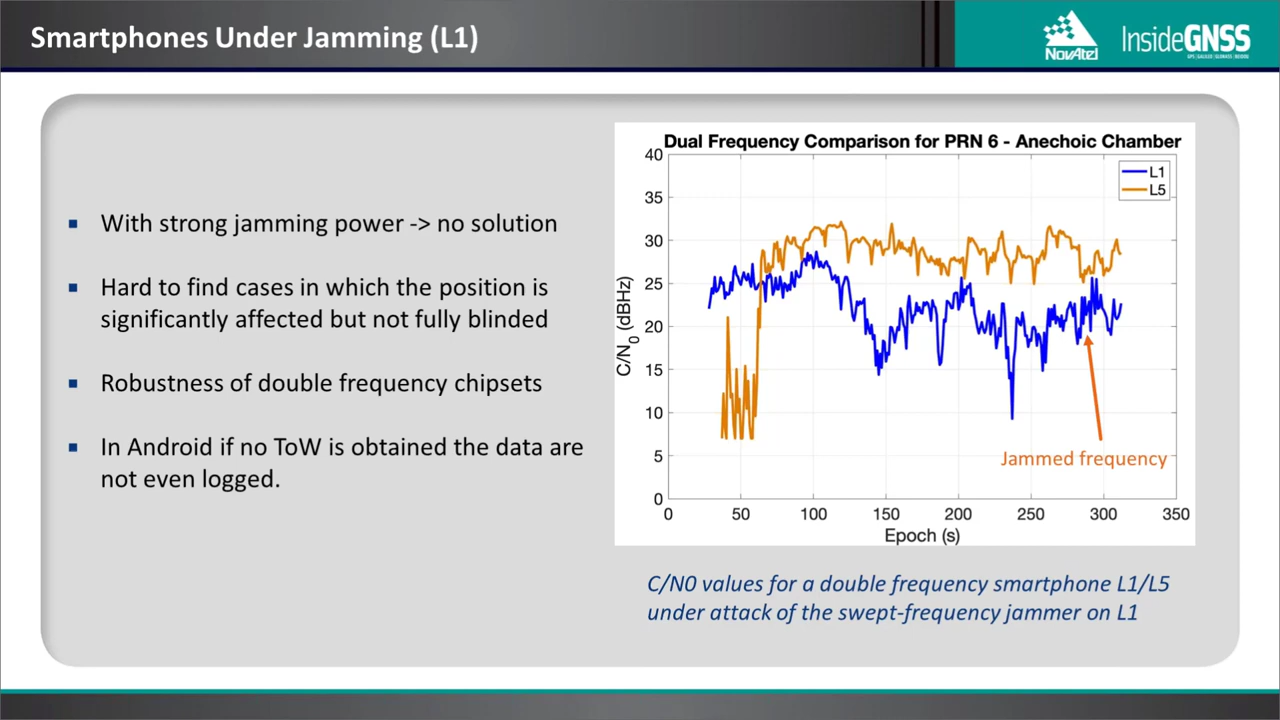 Smartphones Under Jamming (L1)
NovAtel
InsideGNSS
GPS | GALILEO | GLONASS | BEIDOU
▪ With strong jamming power -> no solution
▪ Hard to find cases in which the position is
significantly affected but not fully blinded
▪ Robustness of double frequency chipsets
▪ In Android if no ToW is obtained the data are
not even logged.
Dual Frequency Comparison for PRN 6 - Anechoic Chamber
40
35
30
25
20
15
10
5
0
C/N0 (dBHz)
L1
L5
Jammed frequency
0 50 100 150 200 250 300 350
Epoch (s)
C/N0 values for a double frequency smartphone L1/L5
under attack of the swept-frequency jammer on L1